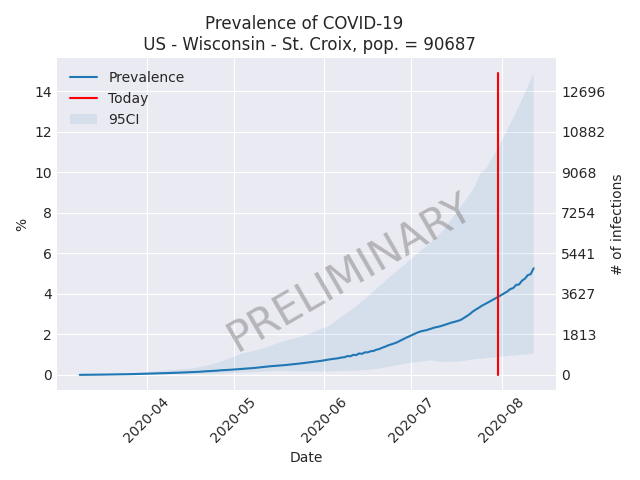 Prevalence of COVID-19
US - Wisconsin - St. Croix, pop. = 90687
Prevalence
Today
95CI
14
12
10
8
6
4
2
0
%
12696
10882
9068
7254
5441
3627
1813
0
# of infections
PRELIMINARY
2020-04
2020-05
2020-06
2020-07
2020-08
Date